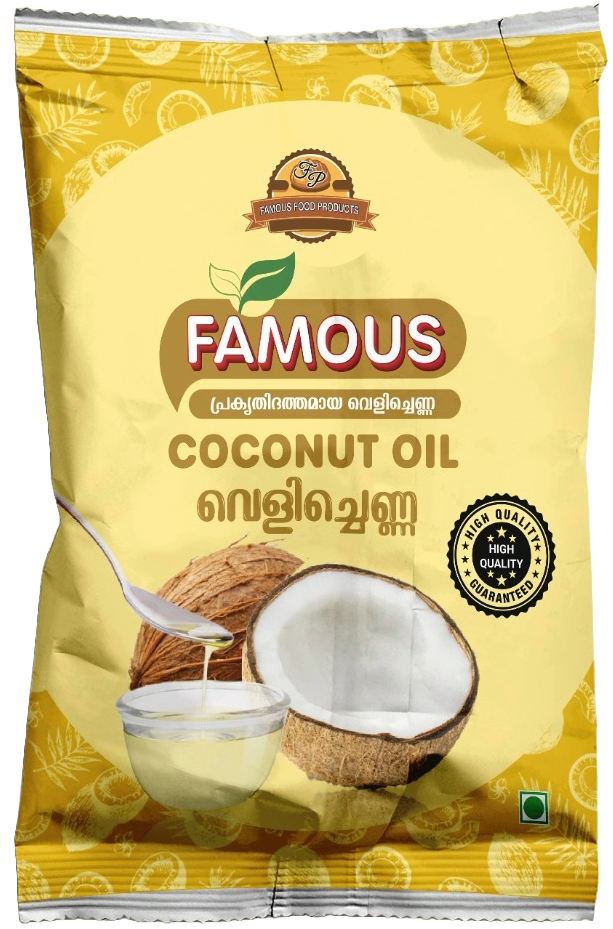 FP
FAMOUS FOOD PRODUCTS
FAMOUS
പ്രകൃതിദത്തമായ വെളിച്ചെണ്ണ
COCONUT OIL
വെളിച്ചെണ്ണ
HIGH QUALITY
HIGH
QUALITY
GUARANTEED